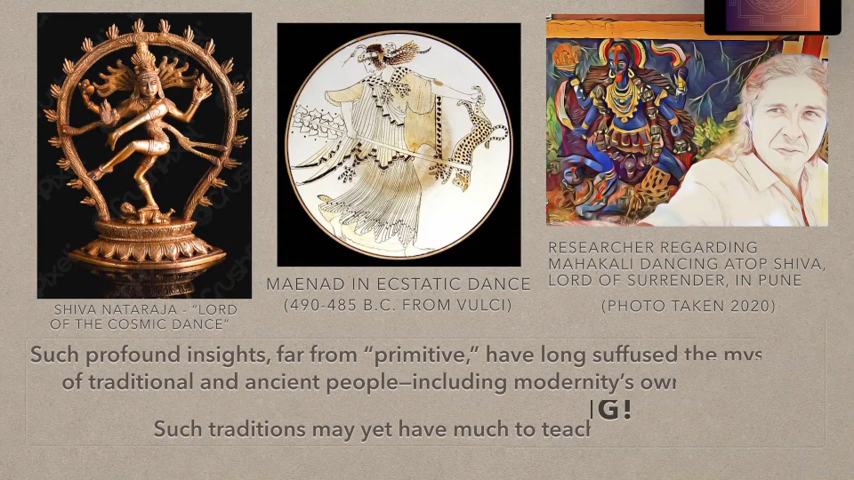 SHIVA NATARAJA - “LORD
OF THE COSMIC DANCE”
MAENAD IN ECSTATIC DANCE
(490-485 B.C. FROM VULCI)
RESEARCHER REGARDING
MAHAKALI DANCING ATOP SHIVA,
LORD OF SURRENDER, IN PUNE
(PHOTO TAKEN 2020)
Such profound insights, far from “primitive,” have long suffused the
of traditional and ancient people—including modernity’s
G!
Such traditions may yet have much to